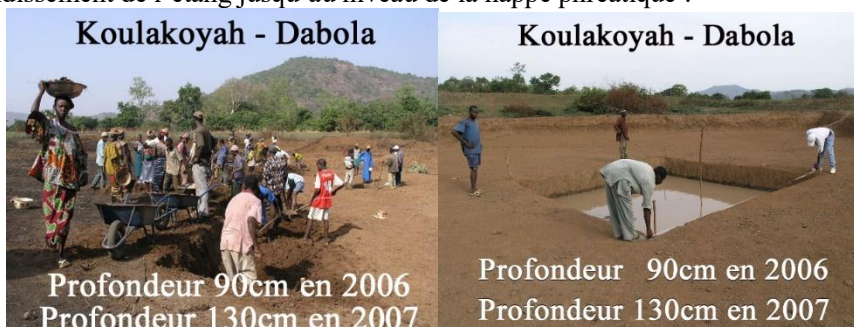 Koulakoyah - Dabola
Profondeur 90cm en 2006
Profondeur 130cm en 2007
Koulakoyah - Dabola
Profondeur 90cm en 2006
Profondeur 130cm en 2007